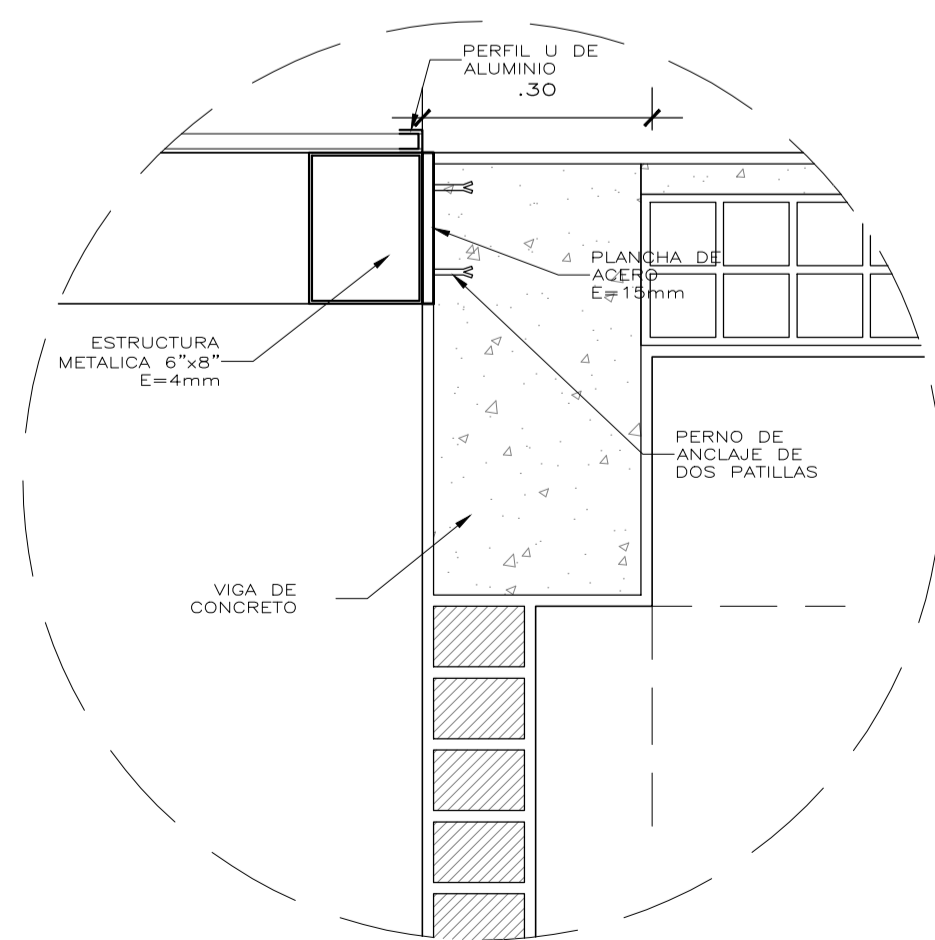 PERFIL U DE
ALUMINIO
.30
PLANCHA DE
ACERO
E=15mm
ESTRUCTURA
METALICA 6”x8”
E=4mm
PERNO DE
ANCLAJE DE
DOS PATILLAS
VIGA DE
CONCRETO